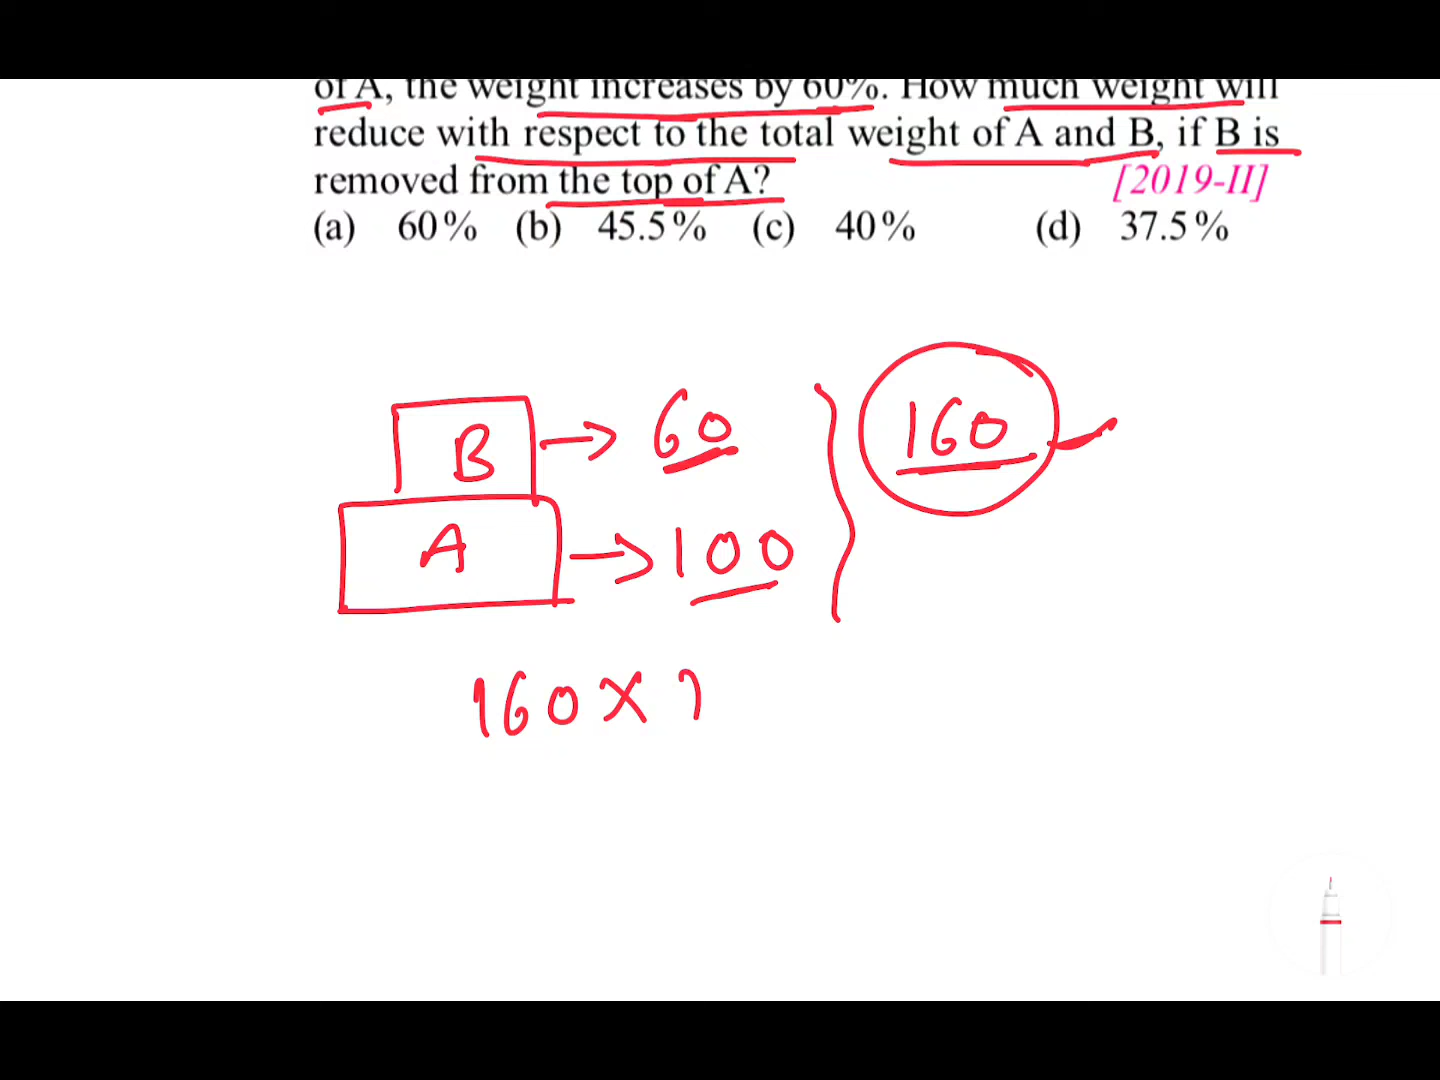 of A, the weight increases by 60%. How much weight will
reduce with respect to the total weight of A and B, if B is
removed from the top of A? [2019-II]
(a) 60% (b) 45.5% (c) 40% (d) 37.5%
B → 60
160
A → 100
160 ×